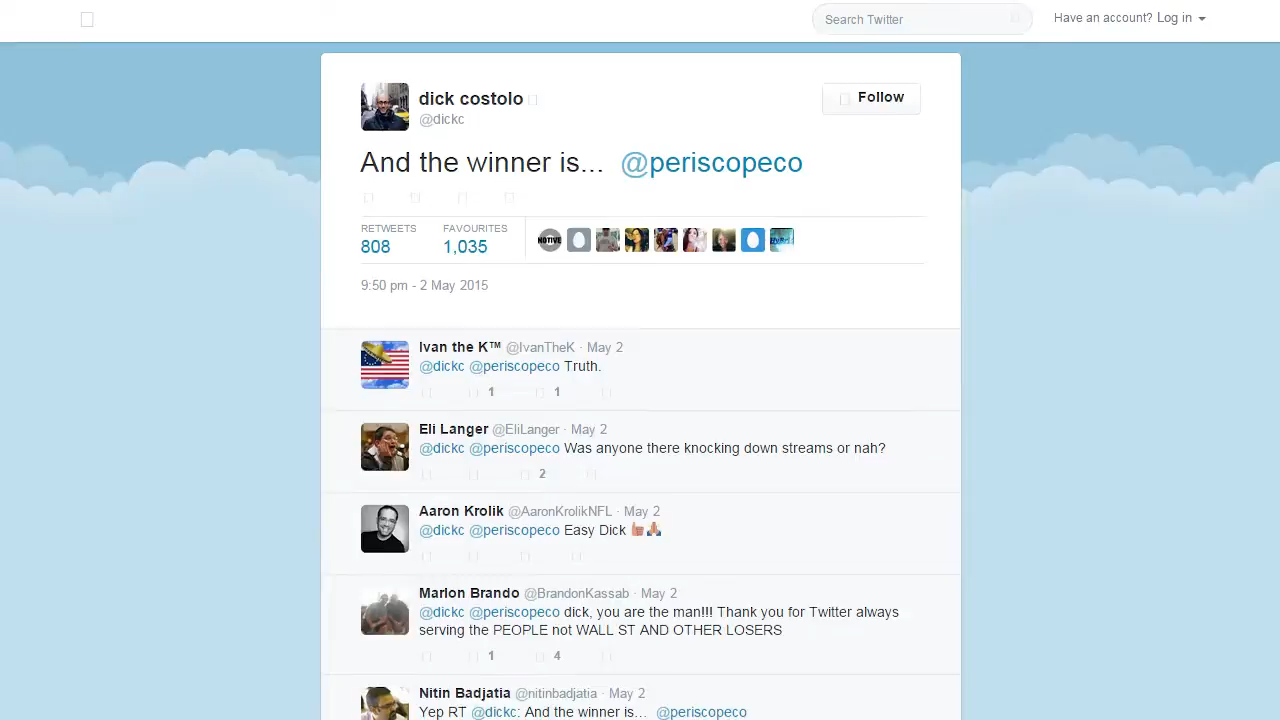 Search Twitter
Have an account? Log in
dick costolo
Follow
@dickc
And the winner is... @periscopeco
RETWEETS FAVOURITES
808 1,035
NOTIVE
9:50 pm - 2 May 2015
Ivan the K™ @IvanTheK · May 2
@dickc @periscopeco Truth.
1 1
Eli Langer @EliLanger · May 2
@dickc @periscopeco Was anyone there knocking down streams or nah?
2
Aaron Krolik @AaronKrolikNFL · May 2
@dickc @periscopeco Easy Dick 👍🙏
Marlon Brando @BrandonKassab · May 2
@dickc @periscopeco dick, you are the man!!! Thank you for Twitter always
serving the PEOPLE not WALL ST AND OTHER LOSERS
1 4
Nitin Badjatia @nitinbadjatia · May 2
Yep RT @dickc: And the winner is... @periscopeco